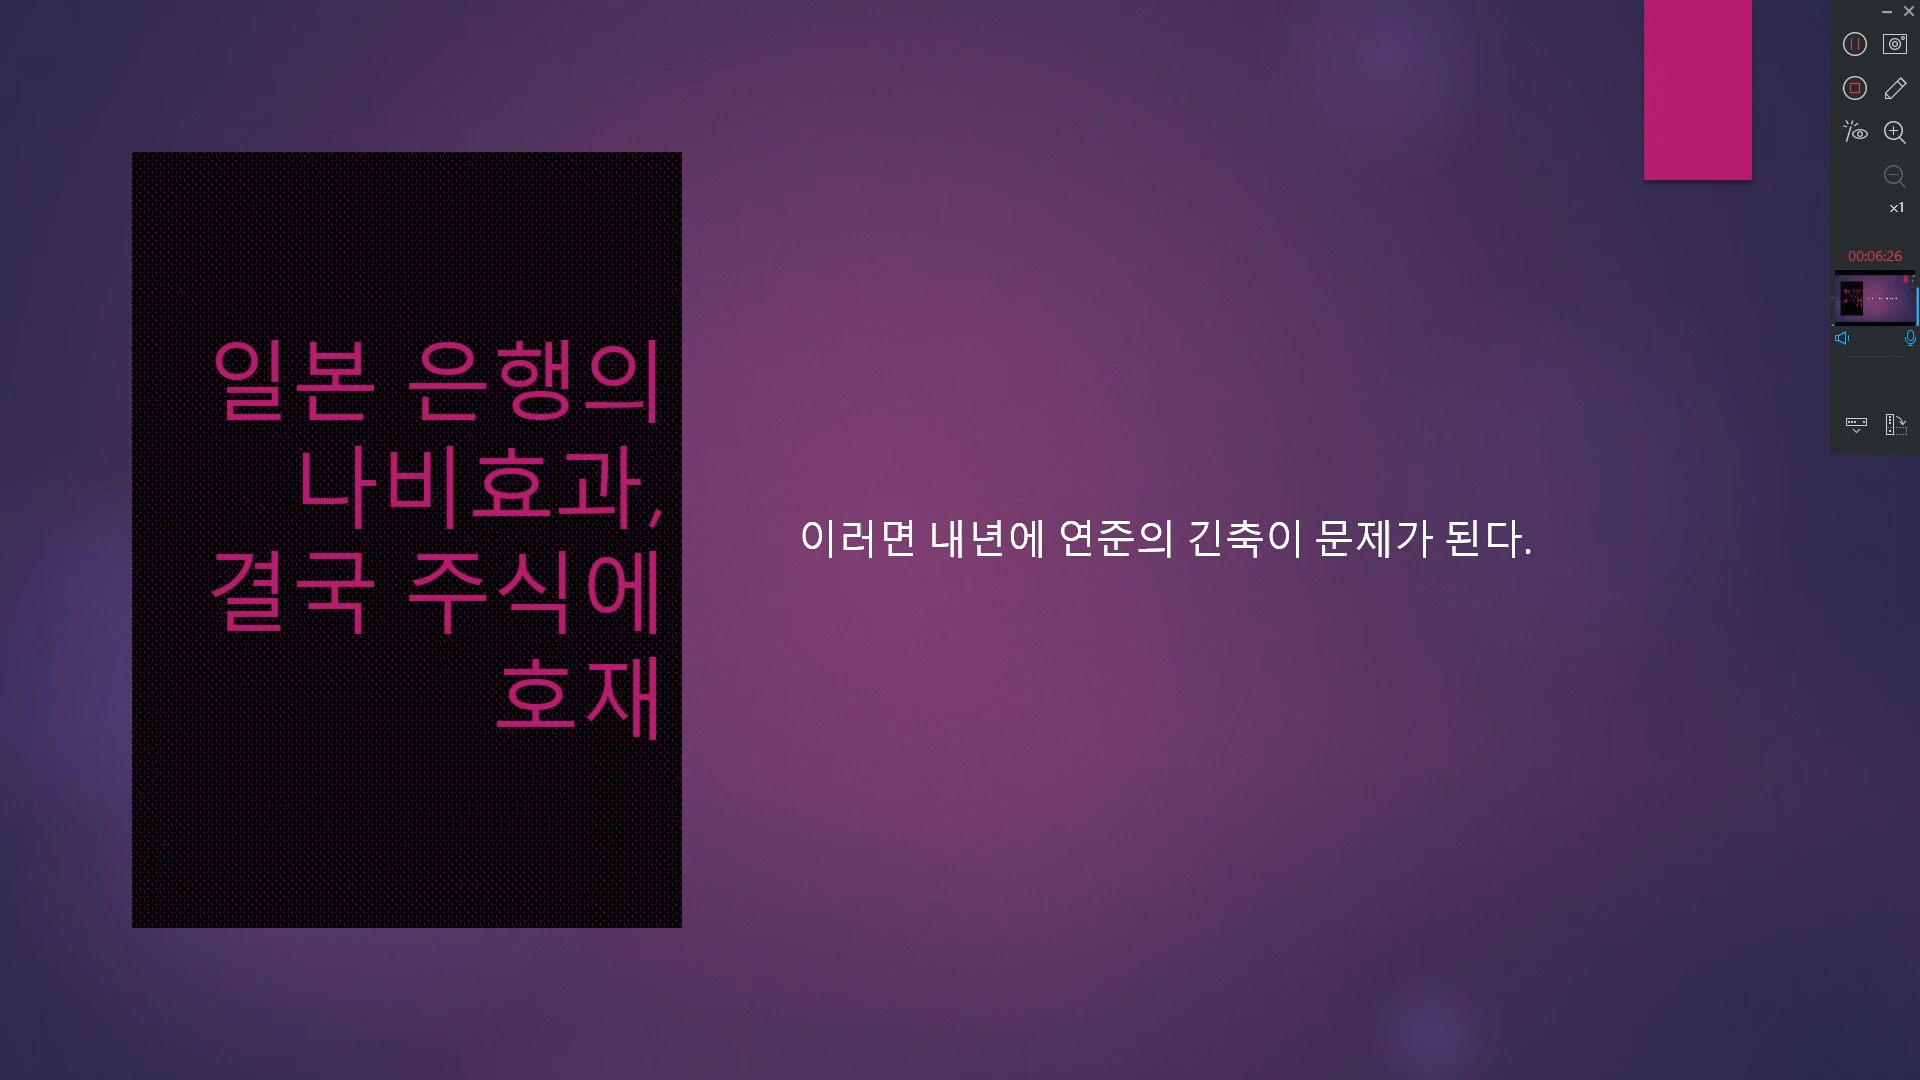 일본 은행의
나비효과,
결국 주식에
호재
이러면 내년에 연준의 긴축이 문제가 된다.
x1
00:06:26